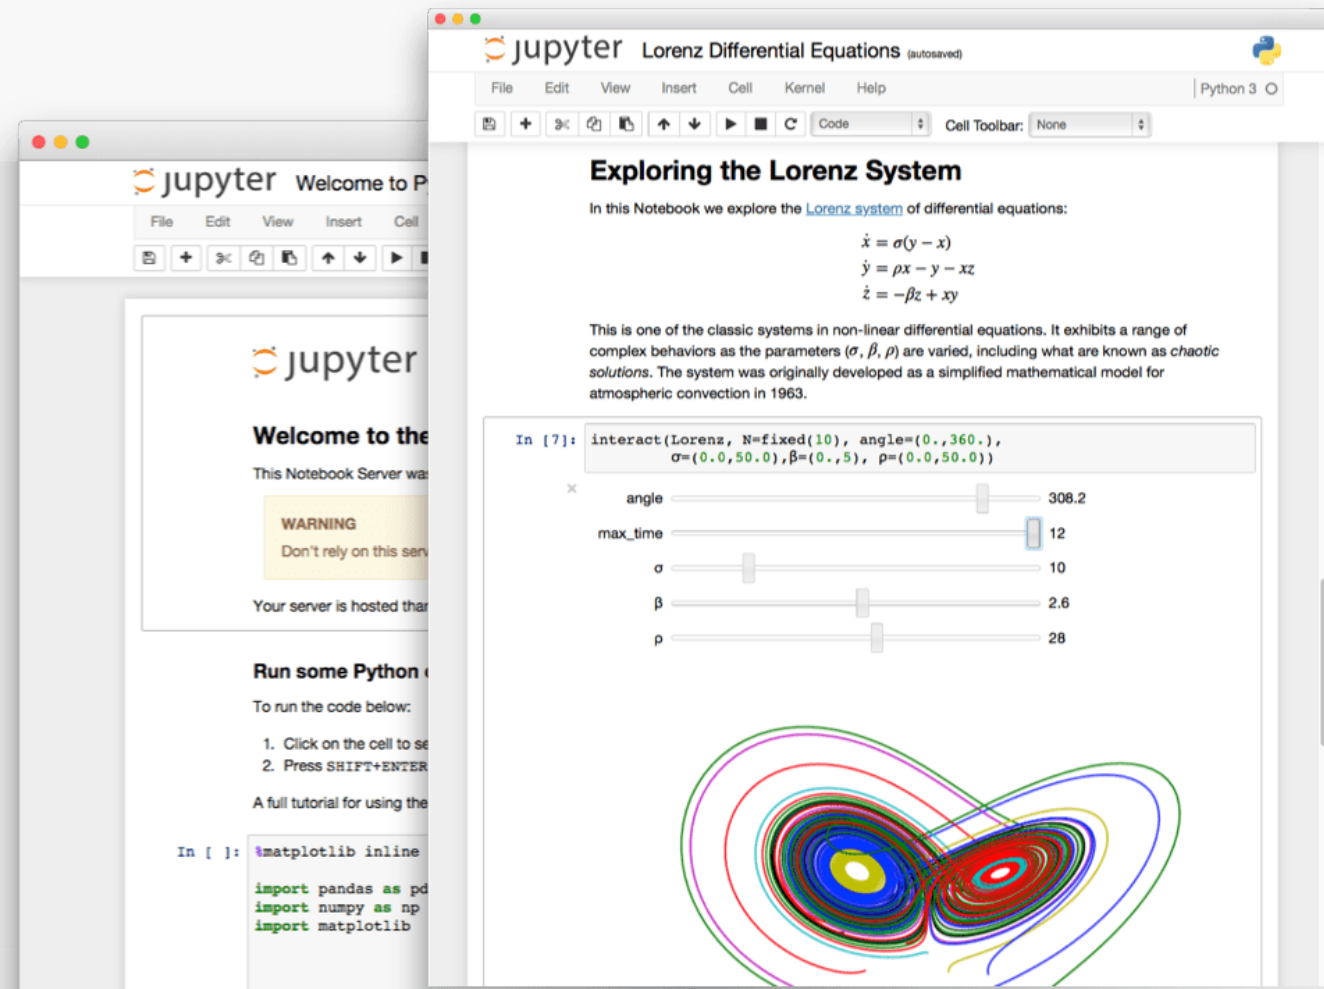 jupyter Lorenz Differential Equations (autosaved)
File Edit View Insert Cell Kernel Help Python 3
Code Cell Toolbar: None
Exploring the Lorenz System
In this Notebook we explore the Lorenz system of differential equations:
ẋ = σ(y − x)
ẏ = ρx − y − xz
ż = −βz + xy
This is one of the classic systems in non-linear differential equations. It exhibits a range of
complex behaviors as the parameters (σ, β, ρ) are varied, including what are known as chaotic
solutions. The system was originally developed as a simplified mathematical model for
atmospheric convection in 1963.
In [7]: interact(Lorenz, N=fixed(10), angle=(0.,360.),
σ=(0.0,50.0),β=(0.,5), ρ=(0.0,50.0))
angle 308.2
max_time 12
σ 10
β 2.6
ρ 28
jupyter Welcome to P
File Edit View Insert Cell
jupyter
Welcome to the
This Notebook Server was
WARNING
Don't rely on this serv
Your server is hosted than
Run some Python
To run the code below:
1. Click on the cell to se
2. Press SHIFT+ENTER
A full tutorial for using the
In [ ]: %matplotlib inline
import pandas as pd
import numpy as np
import matplotlib